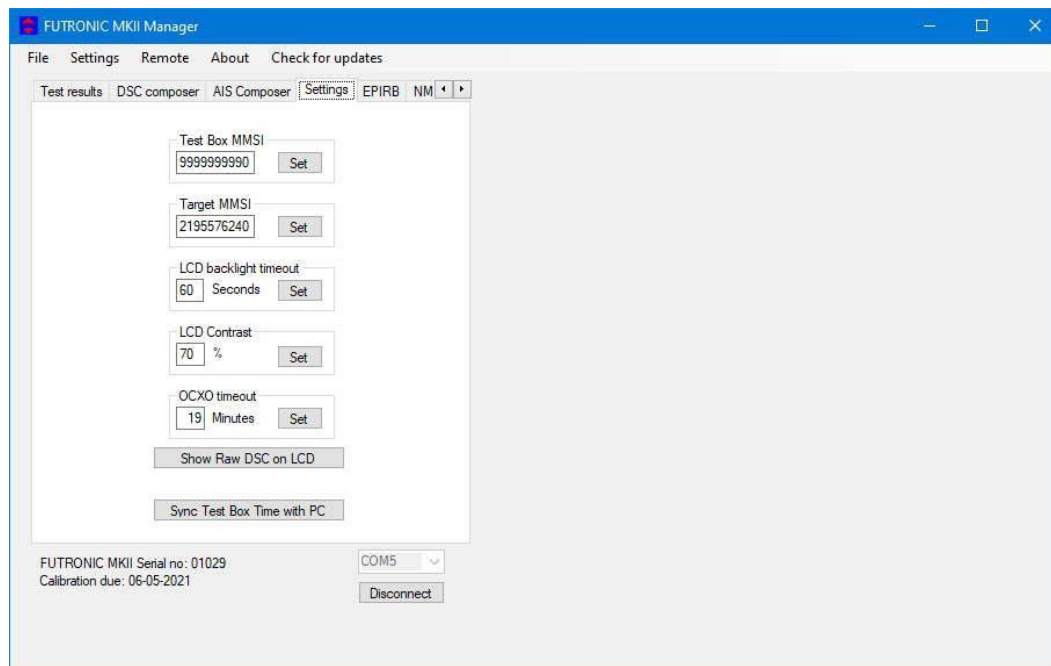 FUTRONIC MKII Manager
File Settings Remote About Check for updates
Test results DSC composer AIS Composer Settings EPIRB NM
Test Box MMSI
9999999990 Set
Target MMSI
2195576240 Set
LCD backlight timeout
60 Seconds Set
LCD Contrast
70 % Set
OCXO timeout
19 Minutes Set
Show Raw DSC on LCD
Sync Test Box Time with PC
FUTRONIC MKII Serial no: 01029
COM5
Calibration due: 06-05-2021
Disconnect